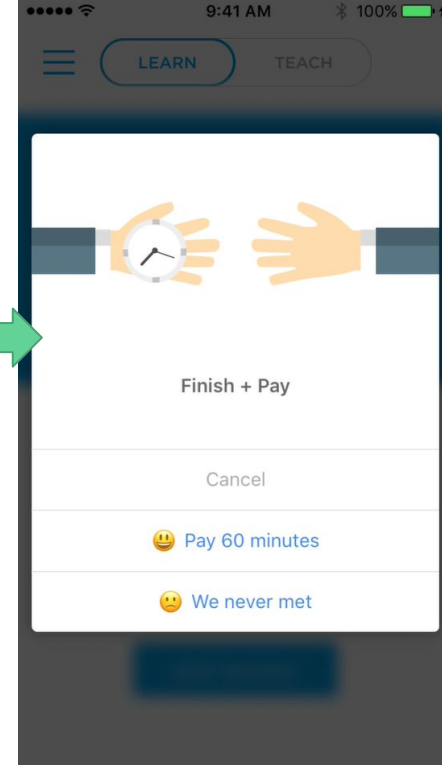 9:41 AM 100%
LEARN TEACH
Finish + Pay
Cancel
😃 Pay 60 minutes
🙁 We never met